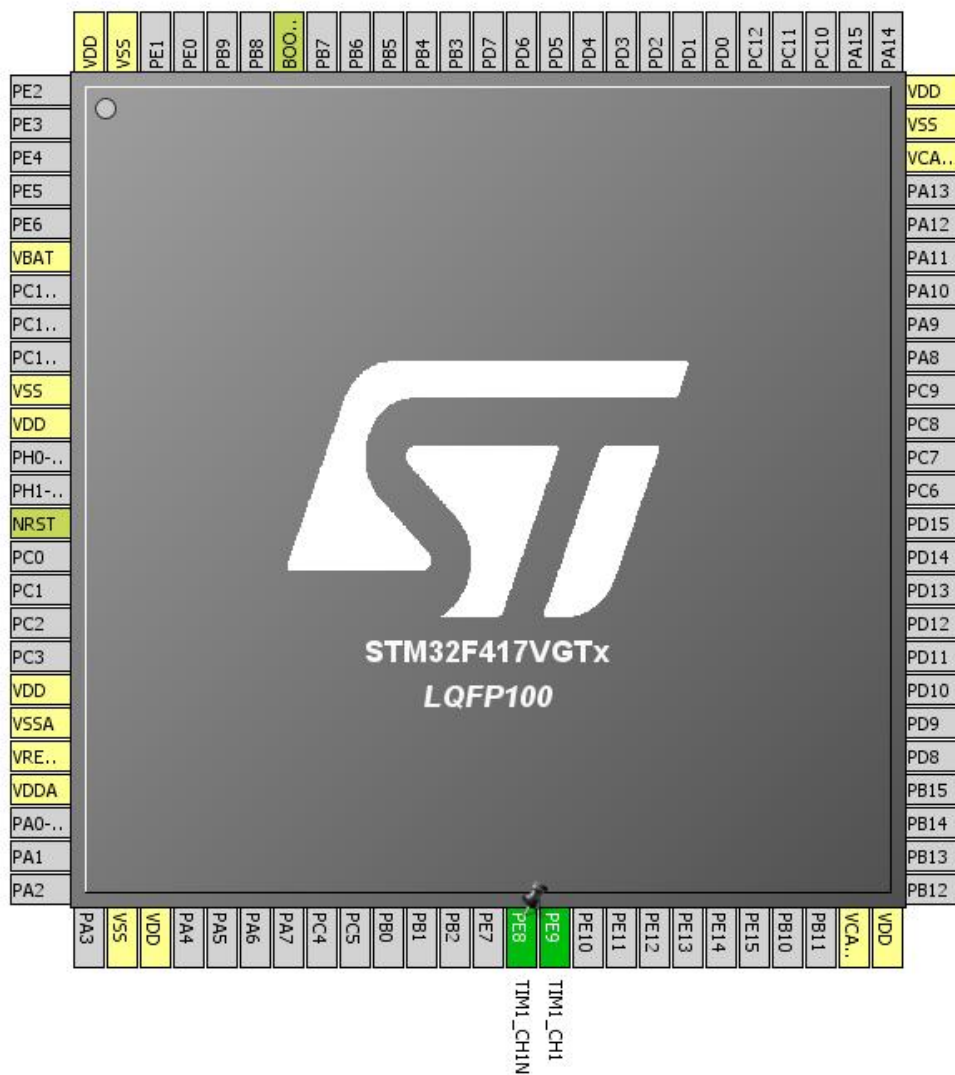 VDD
VSS
PE1
PE0
PB9
PB8
BOO..
PB7
PB6
PB5
PB4
PB3
PD7
PD6
PD5
PD4
PD3
PD2
PD1
PD0
PC12
PC11
PC10
PA15
PA14
PE2
PE3
PE4
PE5
PE6
VBAT
PC1..
PC1..
PC1..
VSS
VDD
PH0-..
PH1-..
NRST
PC0
PC1
PC2
PC3
VDD
VSSA
VRE..
VDDA
PA0-..
PA1
PA2
STM32F417VGTx
LQFP100
VDD
VSS
VCA..
PA13
PA12
PA11
PA10
PA9
PA8
PC9
PC8
PC7
PC6
PD15
PD14
PD13
PD12
PD11
PD10
PD9
PD8
PB15
PB14
PB13
PB12
PA3
VSS
VDD
PA4
PA5
PA6
PA7
PC4
PC5
PB0
PB1
PB2
PE7
PE8
PE9
PE10
PE11
PE12
PE13
PE14
PE15
PB10
PB11
VCA..
VDD
TIM1_CH1N
TIM1_CH1